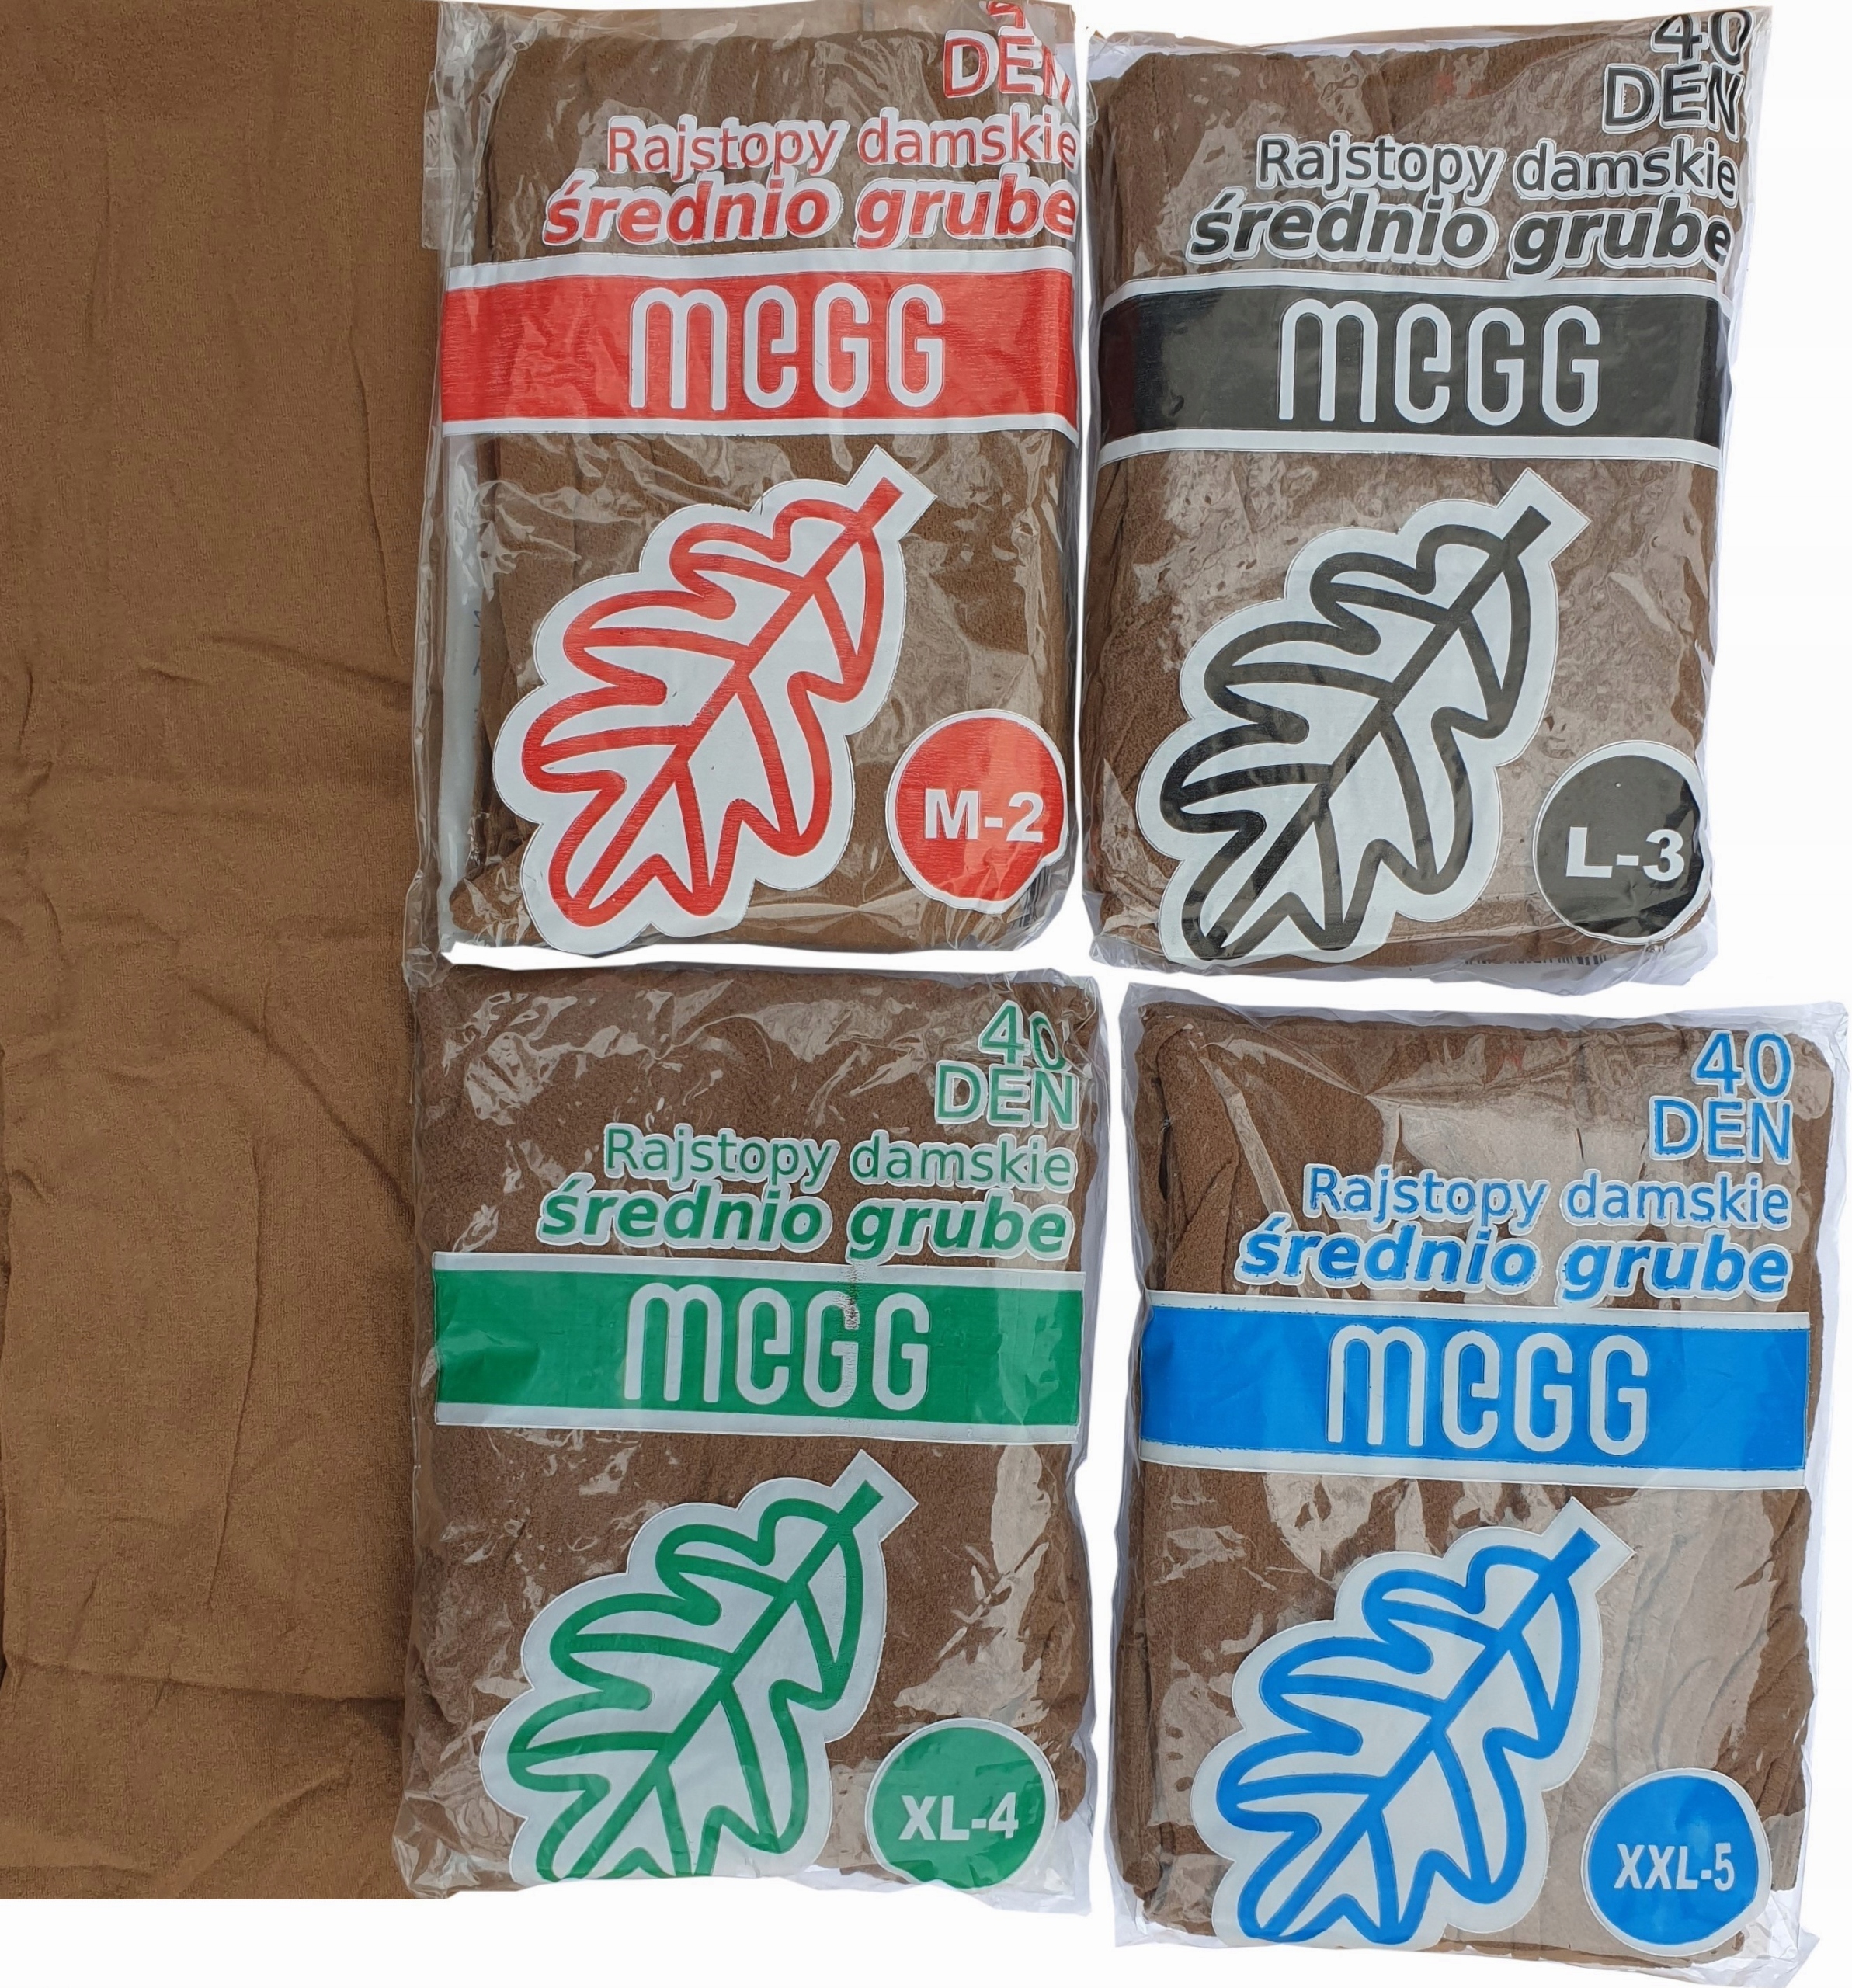 DEN
Rajstopy damskie
średnio grube
meGG
M-2
40
DEN
Rajstopy damskie
średnio grube
meGG
L-3
40
DEN
Rajstopy damskie
średnio grube
meGG
XL-4
40
DEN
Rajstopy damskie
średnio grube
meGG
XXL-5